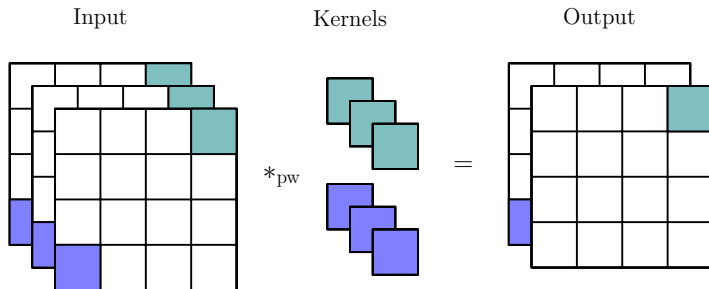 Input
Kernels
Output
*pw
=